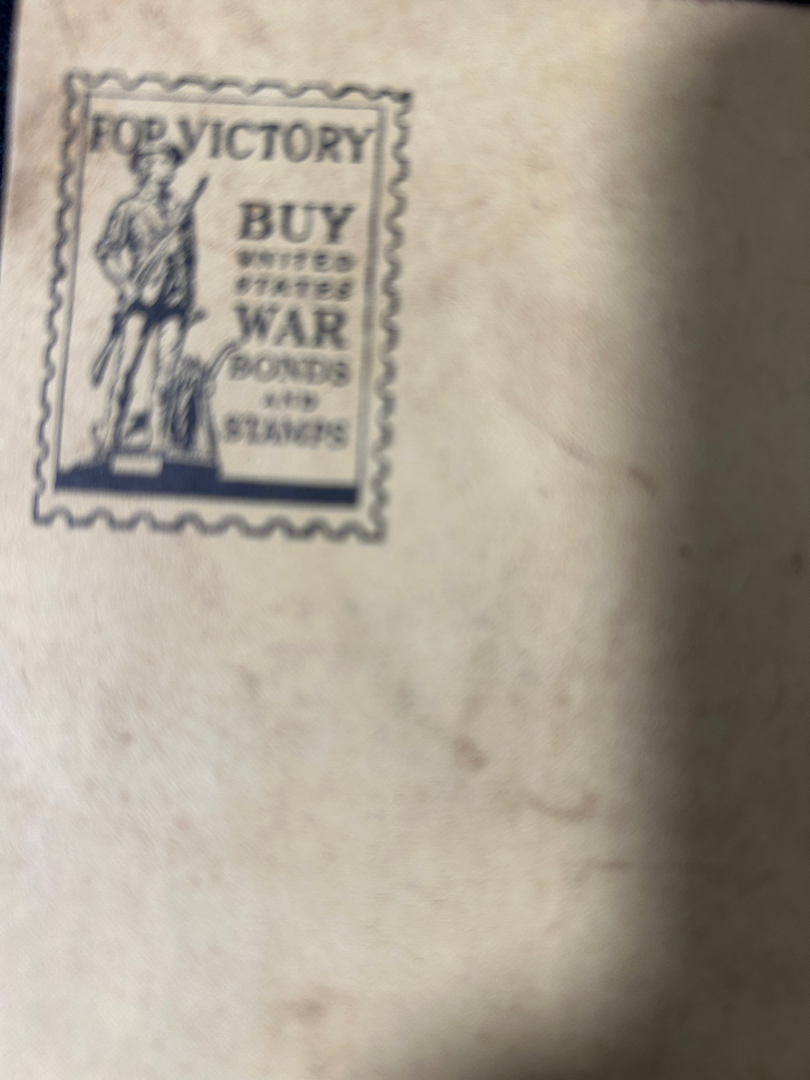 FOR VICTORY
BUY
UNITED
STATES
WAR
BONDS
AND
STAMPS